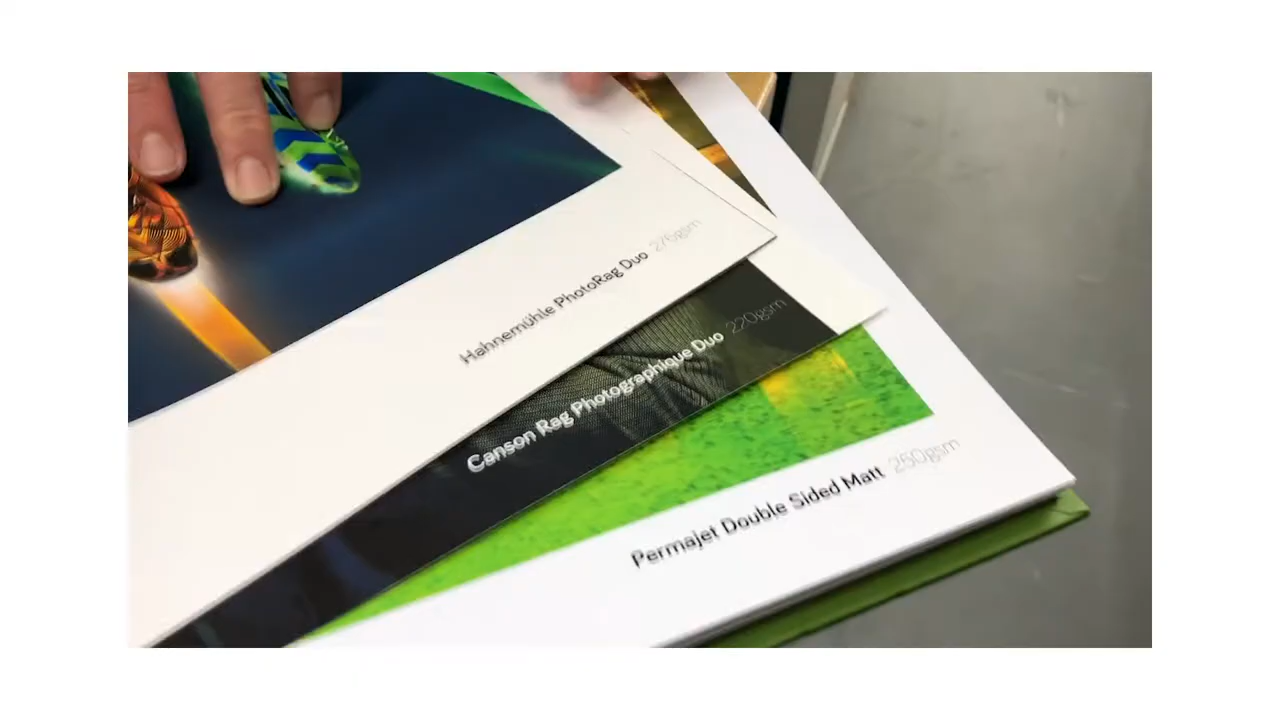 Hahnemühle PhotoRag Duo 276gsm
Canson Rag Photographique Duo 220gsm
Permajet Double Sided Matt 250gsm